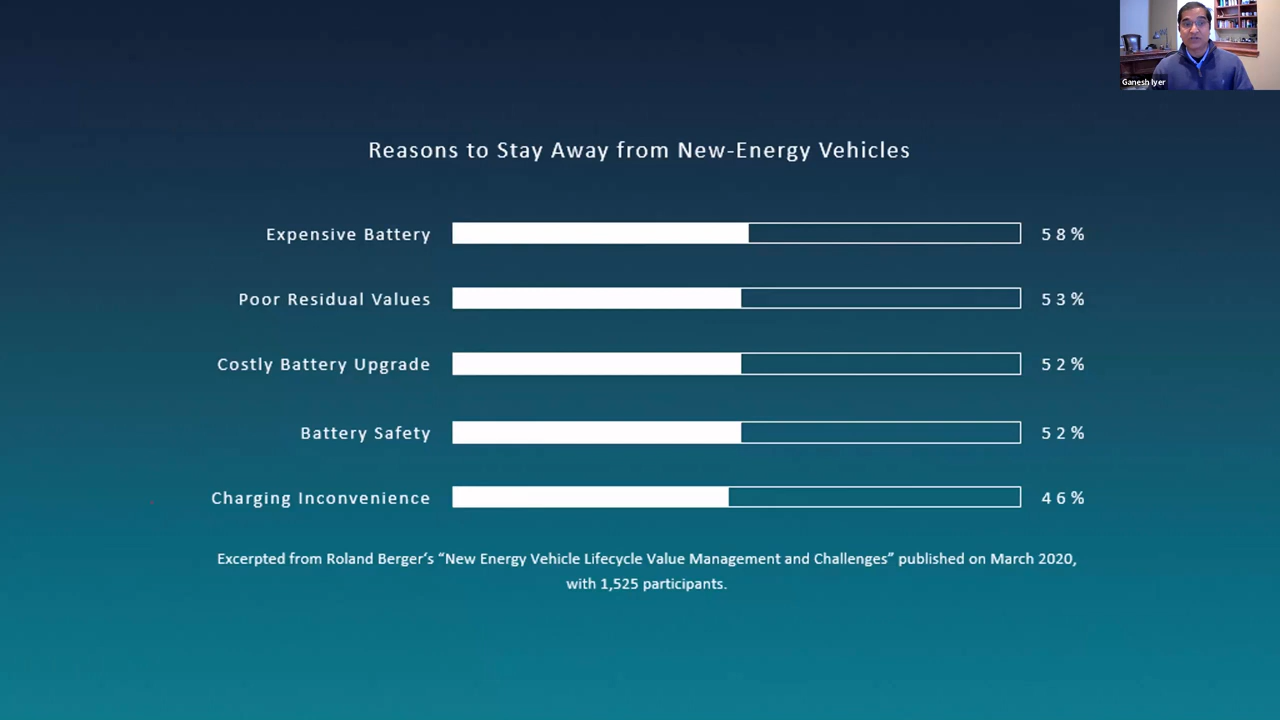 Ganesh Iyer
Reasons to Stay Away from New-Energy Vehicles
Expensive Battery 58%
Poor Residual Values 53%
Costly Battery Upgrade 52%
Battery Safety 52%
Charging Inconvenience 46%
Excerpted from Roland Berger‘s “New Energy Vehicle Lifecycle Value Management and Challenges” published on March 2020,
with 1,525 participants.